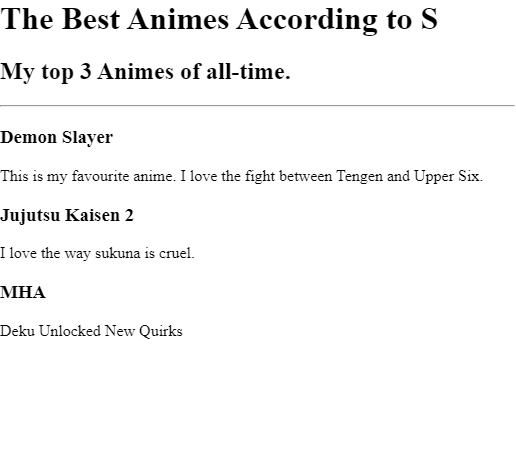 The Best Animes According to S
My top 3 Animes of all-time.
Demon Slayer
This is my favourite anime. I love the fight between Tengen and Upper Six.
Jujutsu Kaisen 2
I love the way sukuna is cruel.
MHA
Deku Unlocked New Quirks